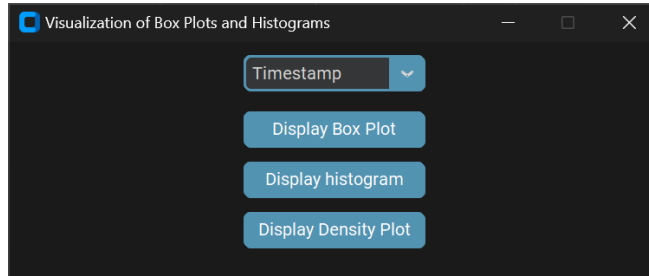 Visualization of Box Plots and Histograms
Timestamp
Display Box Plot
Display histogram
Display Density Plot